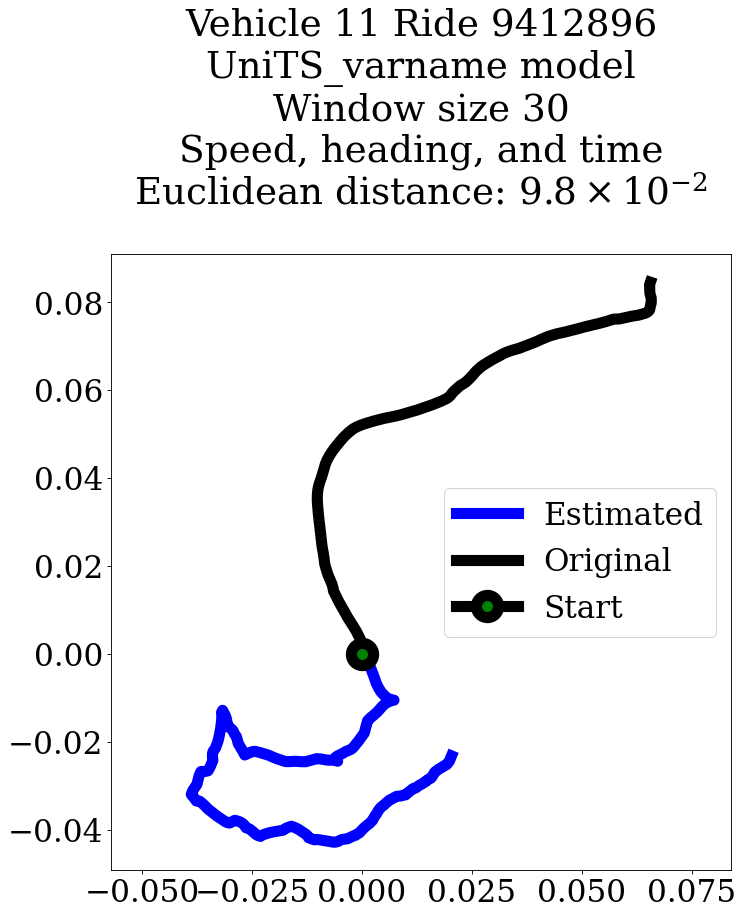 Vehicle 11 Ride 9412896
UniTS_varname model
Window size 30
Speed, heading, and time
Euclidean distance: 9.8 × 10⁻²
0.08
0.06
0.04
0.02
0.00
−0.02
−0.04
Estimated
Original
Start
−0.050 −0.025 0.000 0.025 0.050 0.075